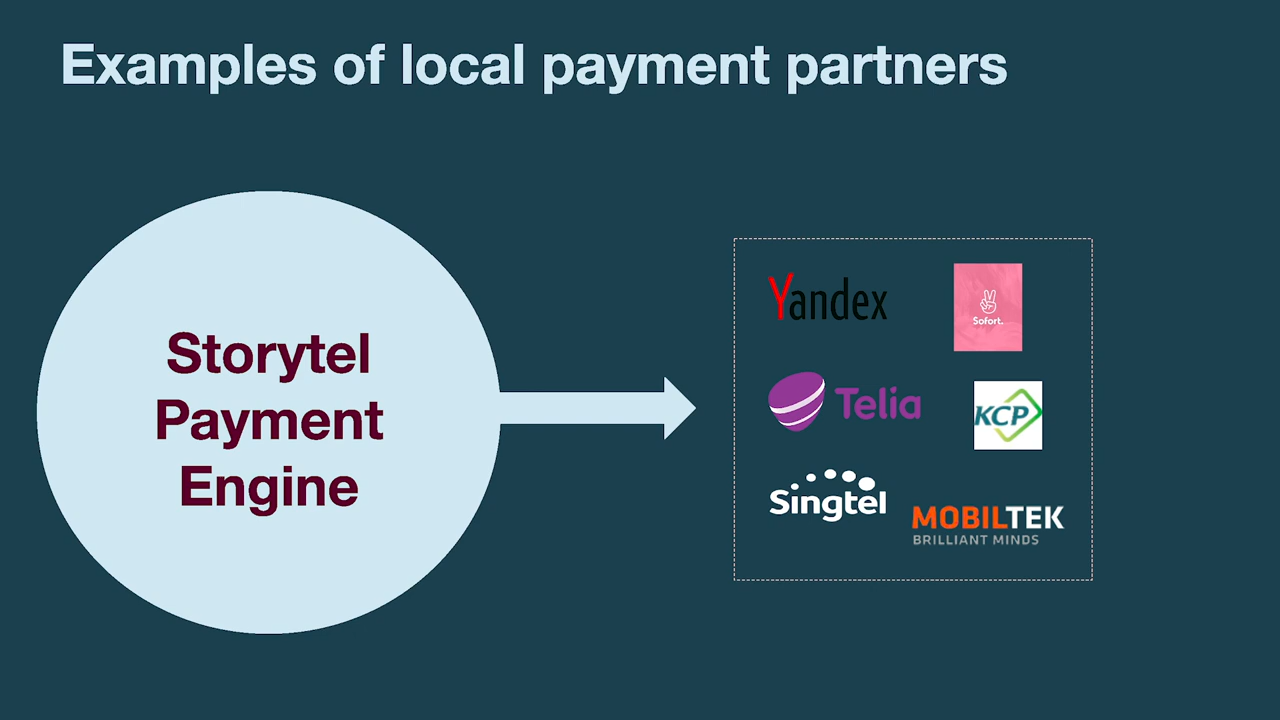 Examples of local payment partners
Storytel
Payment
Engine
Yandex
Sofort.
Telia
KCP
Singtel
MOBILTEK
BRILLIANT MINDS